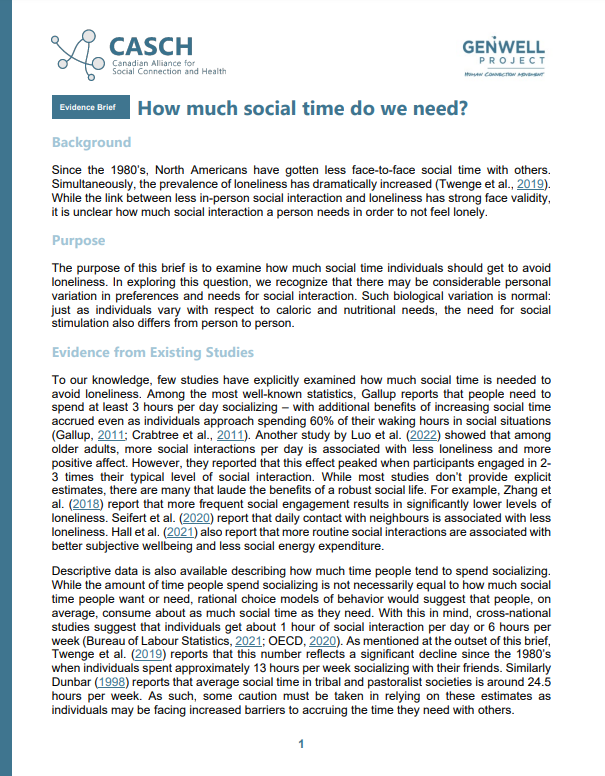 CASCH
Canadian Alliance for
Social Connection and Health
GENWELL
PROJECT
HUMAN CONNECTION MOVEMENT
Evidence Brief
How much social time do we need?
Background
Since the 1980's, North Americans have gotten less face-to-face social time with others.
Simultaneously, the prevalence of loneliness has dramatically increased (Twenge et al., 2019).
While the link between less in-person social interaction and loneliness has strong face validity,
it is unclear how much social interaction a person needs in order to not feel lonely.
Purpose
The purpose of this brief is to examine how much social time individuals should get to avoid
loneliness. In exploring this question, we recognize that there may be considerable personal
variation in preferences and needs for social interaction. Such biological variation is normal:
just as individuals vary with respect to caloric and nutritional needs, the need for social
stimulation also differs from person to person.
Evidence from Existing Studies
To our knowledge, few studies have explicitly examined how much social time is needed to
avoid loneliness. Among the most well-known statistics, Gallup reports that people need to
spend at least 3 hours per day socializing – with additional benefits of increasing social time
accrued even as individuals approach spending 60% of their waking hours in social situations
(Gallup, 2011; Crabtree et al., 2011). Another study by Luo et al. (2022) showed that among
older adults, more social interactions per day is associated with less loneliness and more
positive affect. However, they reported that this effect peaked when participants engaged in 2-
3 times their typical level of social interaction. While most studies don't provide explicit
estimates, there are many that laude the benefits of a robust social life. For example, Zhang et
al. (2018) report that more frequent social engagement results in significantly lower levels of
loneliness. Seifert et al. (2020) report that daily contact with neighbours is associated with less
loneliness. Hall et al. (2021) also report that more routine social interactions are associated with
better subjective wellbeing and less social energy expenditure.
Descriptive data is also available describing how much time people tend to spend socializing.
While the amount of time people spend socializing is not necessarily equal to how much social
time people want or need, rational choice models of behavior would suggest that people, on
average, consume about as much social time as they need. With this in mind, cross-national
studies suggest that individuals get about 1 hour of social interaction per day or 6 hours per
week (Bureau of Labour Statistics, 2021; OECD, 2020). As mentioned at the outset of this brief,
Twenge et al. (2019) reports that this number reflects a significant decline since the 1980's
when individuals spent approximately 13 hours per week socializing with their friends. Similarly
Dunbar (1998) reports that average social time in tribal and pastoralist societies is around 24.5
hours per week. As such, some caution must be taken in relying on these estimates as
individuals may be facing increased barriers to accruing the time they need with others.
1